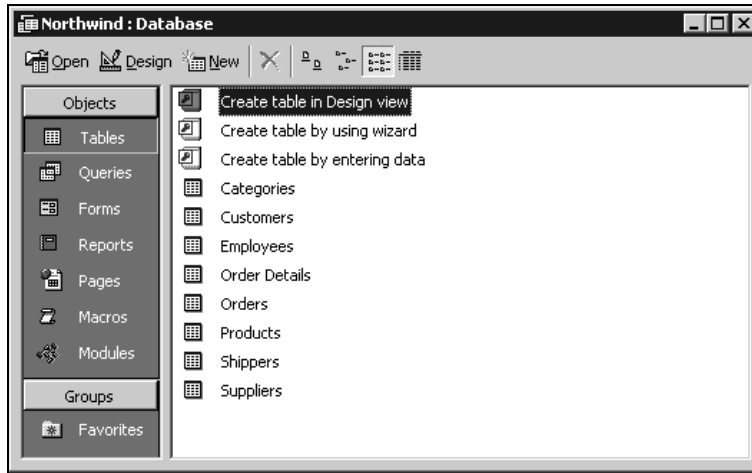 Northwind : Database
Open Design New
Objects
Tables
Queries
Forms
Reports
Pages
Macros
Modules
Groups
Favorites
Create table in Design view
Create table by using wizard
Create table by entering data
Categories
Customers
Employees
Order Details
Orders
Products
Shippers
Suppliers